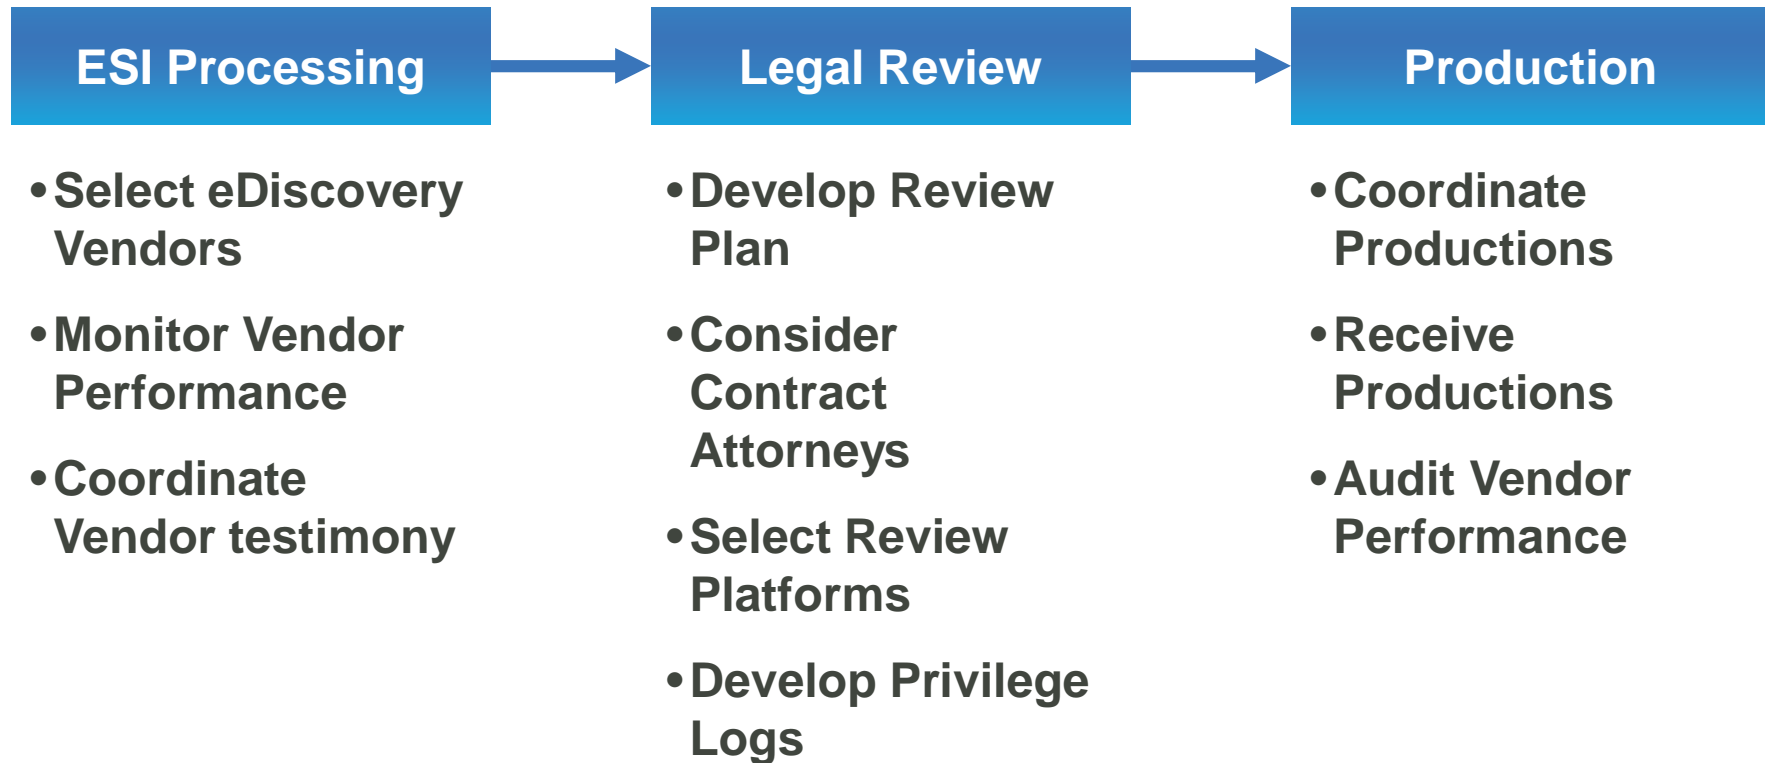 ESI Processing
Legal Review
Production
•Select eDiscovery
Vendors
•Monitor Vendor
Performance
•Coordinate
Vendor testimony
•Develop Review
Plan
•Consider
Contract
Attorneys
•Select Review
Platforms
•Develop Privilege
Logs
•Coordinate
Productions
•Receive
Productions
•Audit Vendor
Performance